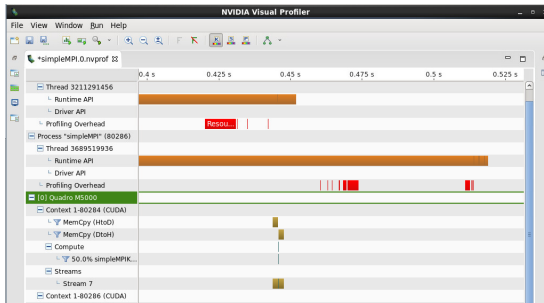 NVIDIA Visual Profiler
File View Window Run Help
*simpleMPI.0.nvprof
0.4 s 0.425 s 0.45 s 0.475 s 0.5 s 0.525 s
Thread 3211291456
Runtime API
Driver API
Profiling Overhead Resou...
Process "simpleMPI" (80286)
Thread 3689519936
Runtime API
Driver API
Profiling Overhead
[0] Quadro M5000
Context 1-80284 (CUDA)
MemCpy (HtoD)
MemCpy (DtoH)
Compute
50.0% simpleMPIK...
Streams
Stream 7
Context 1-80286 (CUDA)